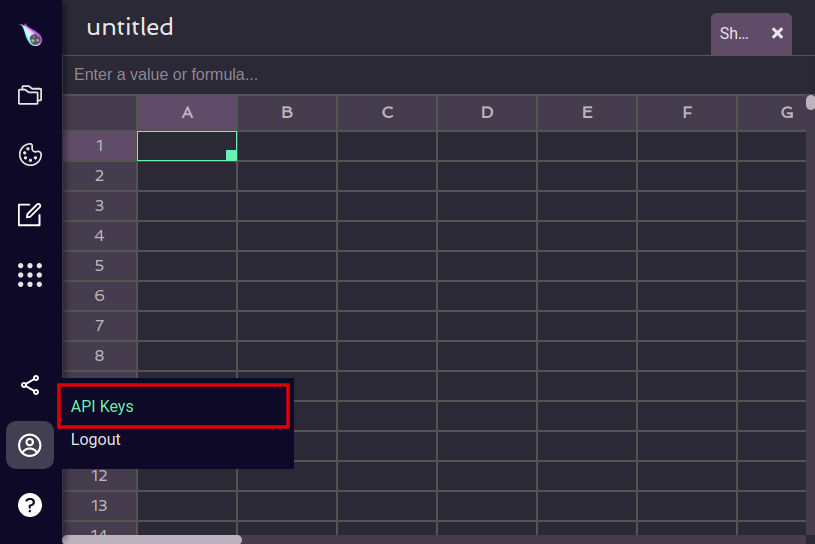 untitled
Sh...
Enter a value or formula...
A B C D E F G
1
2
3
4
5
6
7
8
API Keys
Logout
12
13
14
?